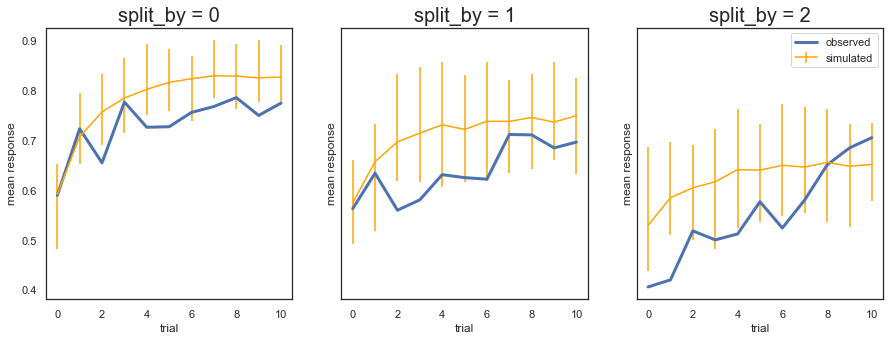 split_by = 0
split_by = 1
split_by = 2
observed
simulated
mean response
mean response
mean response
0.9
0.8
0.7
0.6
0.5
0.4
0 2 4 6 8 10
0 2 4 6 8 10
0 2 4 6 8 10
trial
trial
trial